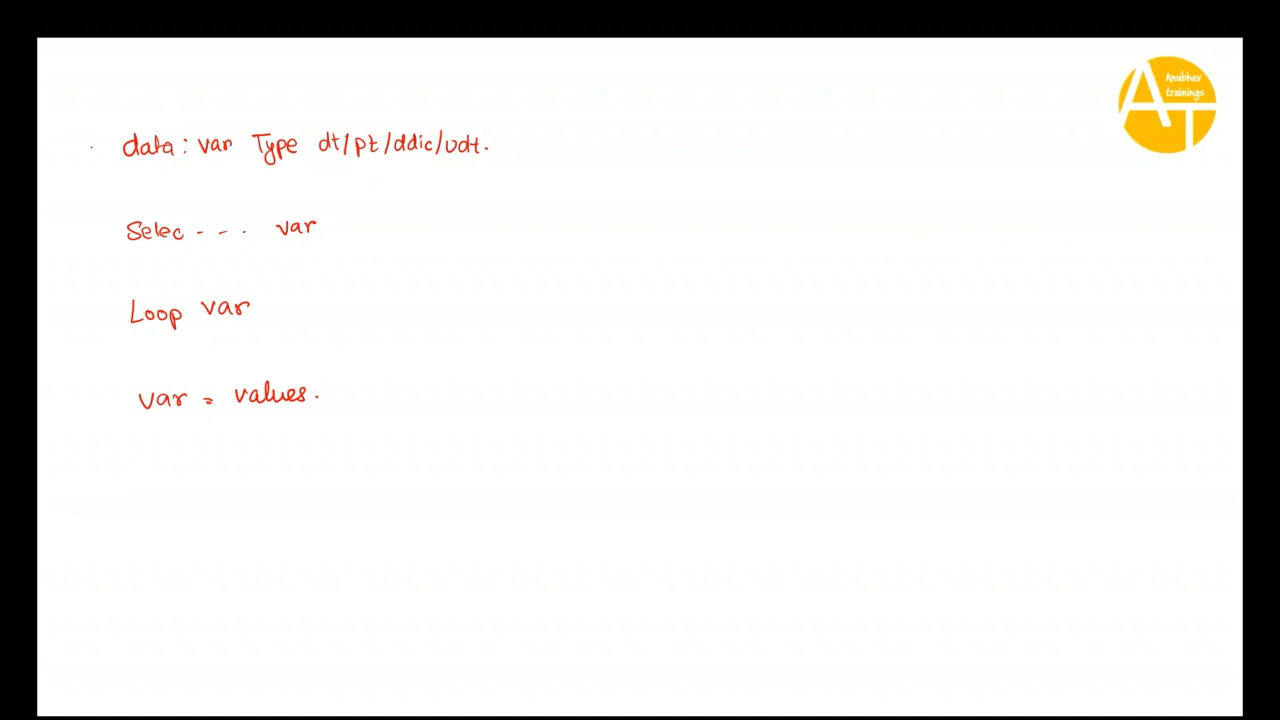 Anubhav
trainings
data: var Type dt/pt/ddic/udt.
Selec - - - var
Loop var
var = values.